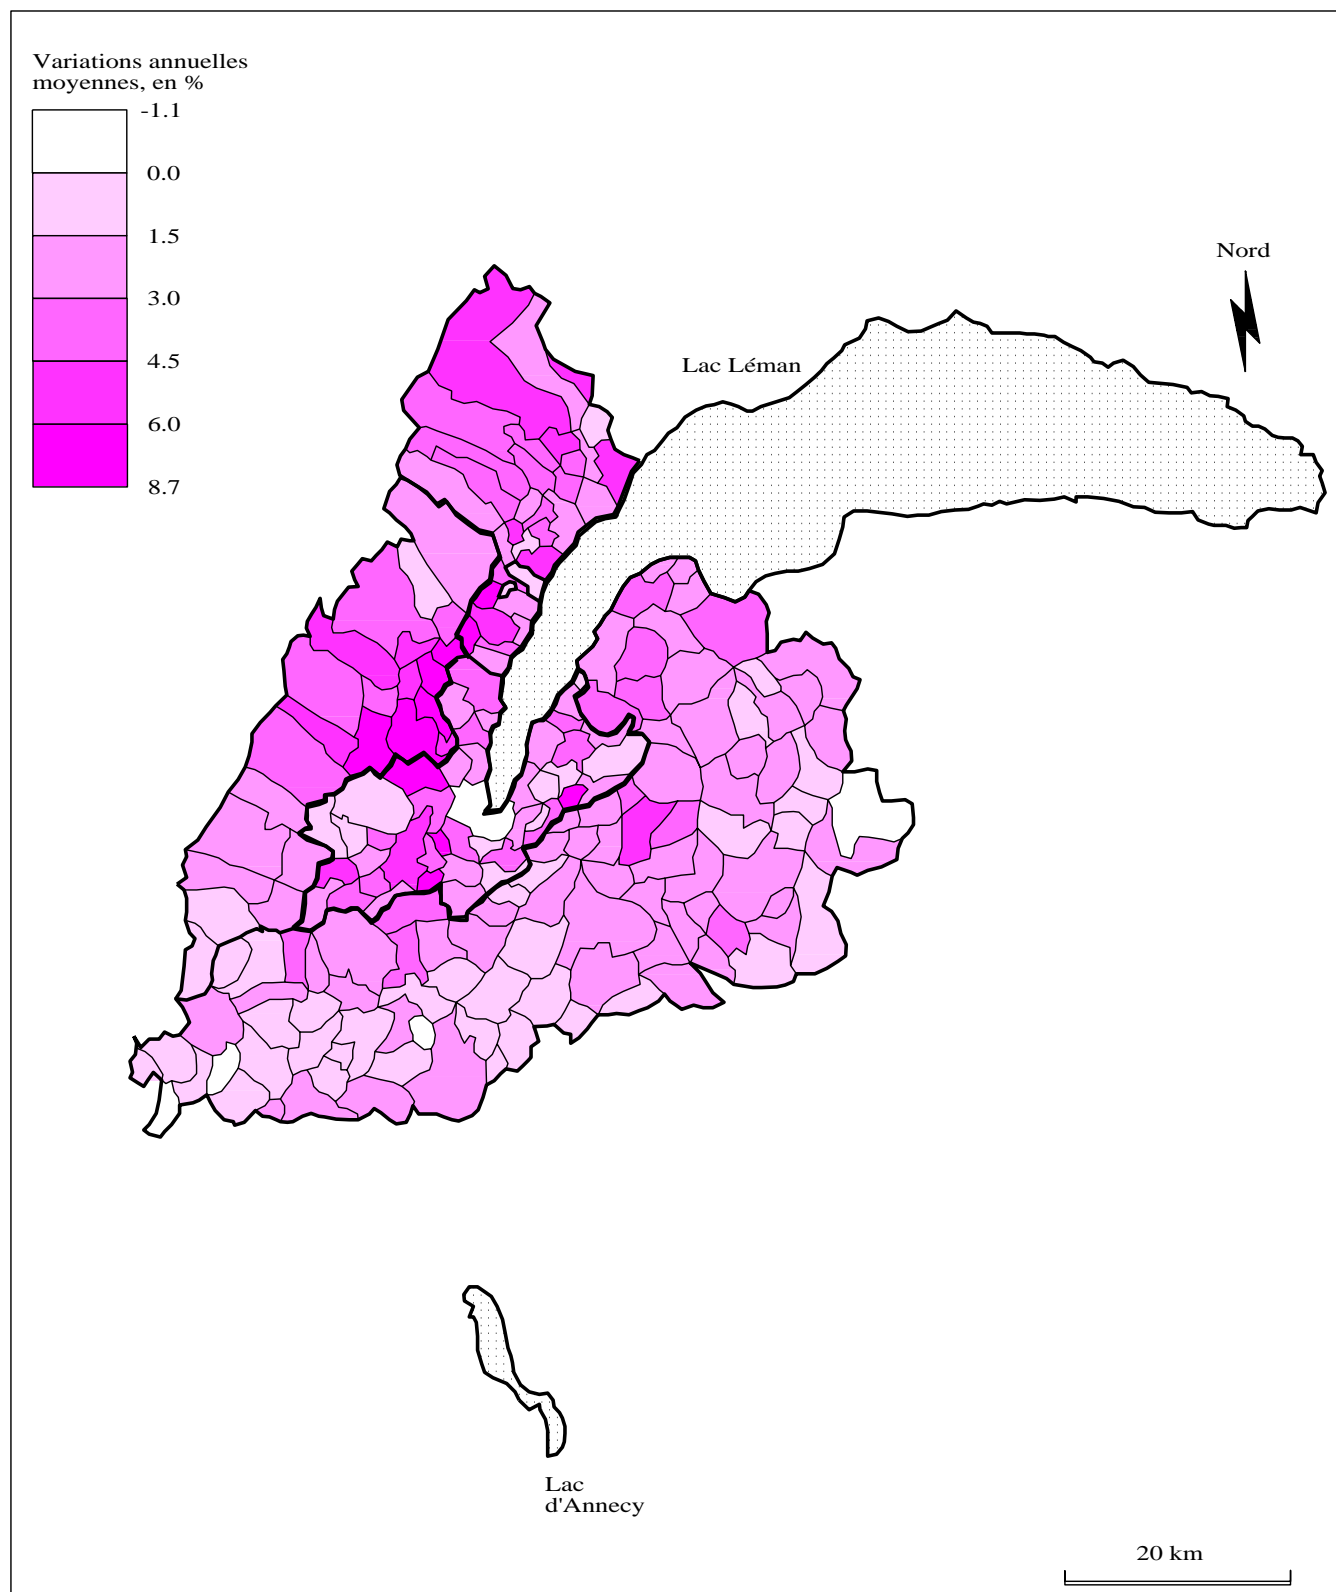 Variations annuelles
moyennes, en %
-1.1
0.0
1.5
3.0
4.5
6.0
8.7
Nord
Lac Léman
Lac
d'Annecy
20 km